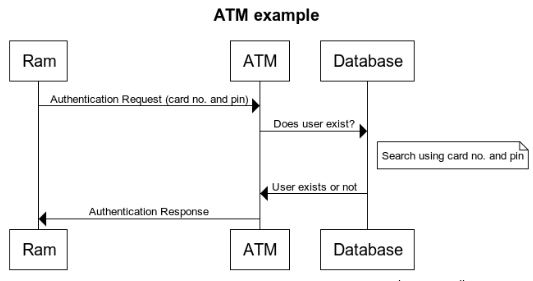 ATM example
Ram
ATM
Database
Authentication Request (card no. and pin)
Does user exist?
Search using card no. and pin
User exists or not
Authentication Response
Ram
ATM
Database